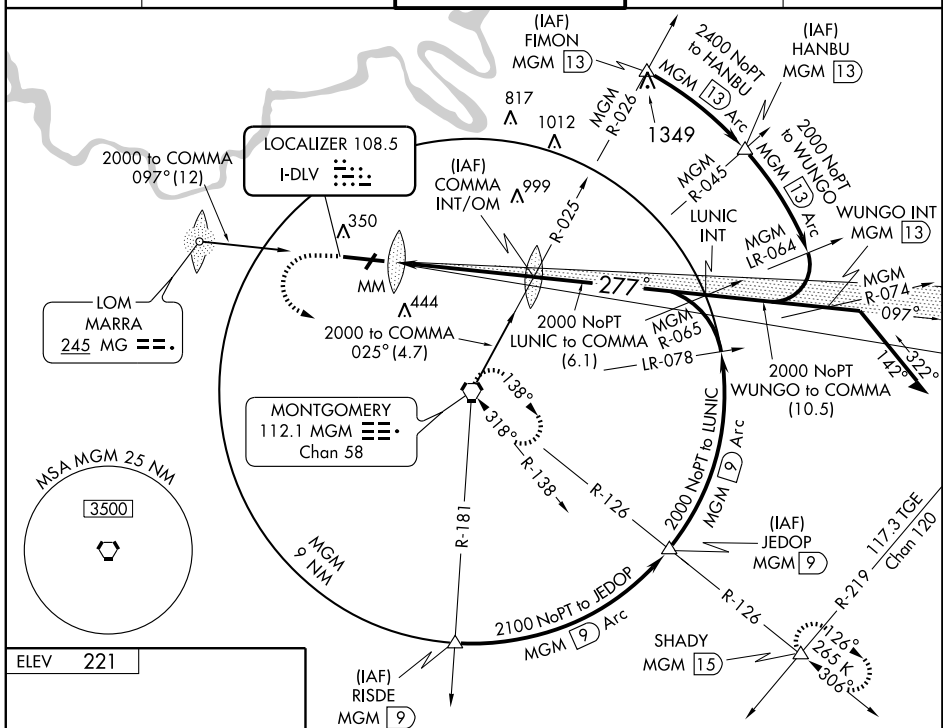 (IAF)
FIMON
MGM 13
2400 NoPT
to HANBU
MGM 13 Arc
(IAF)
HANBU
MGM 13
817
1012
MGM
R-026
1349
2000 NoPT
to WUNGO
MGM 13 Arc
LOCALIZER 108.5
I-DLV
2000 to COMMA
097° (12)
(IAF)
COMMA
INT/OM
999
R-025
MGM
R-045
LUNIC
INT
WUNGO INT
MGM 13
350
MGM
LR-064
MM
277°
MGM
R-074
097°
LOM
MARRA
245 MG
444
2000 to COMMA
025° (4.7)
2000 NoPT
LUNIC to COMMA
(6.1)
MGM
R-065
LR-078
2000 NoPT
WUNGO to COMMA
(10.5)
142°
322°
MONTGOMERY
112.1 MGM
Chan 58
138°
318°
R-138
R-126
2000 NoPT to LUNIC
MGM 9 Arc
MSA MGM 25 NM
3500
R-181
(IAF)
JEDOP
MGM 9
117.3 TGE
Chan 120
R-219
MGM
9 NM
2100 NoPT to JEDOP
MGM 9 Arc
R-126
SHADY
MGM 15
126°
265 K
306°
ELEV 221
(IAF)
RISDE
MGM 9